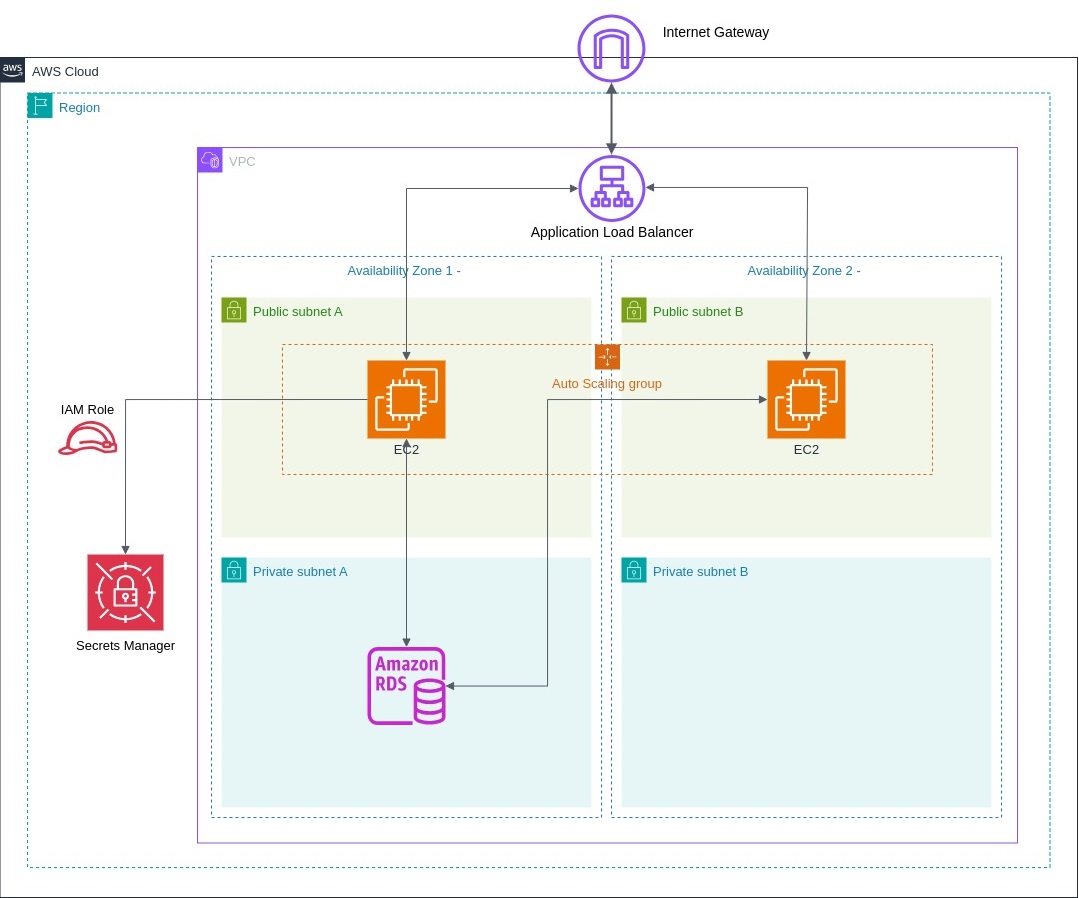 Internet Gateway
aws
AWS Cloud
Region
VPC
Application Load Balancer
Availability Zone 1 -
Availability Zone 2 -
Public subnet A
Public subnet B
Auto Scaling group
IAM Role
EC2
EC2
Private subnet A
Private subnet B
Secrets Manager
Amazon
RDS